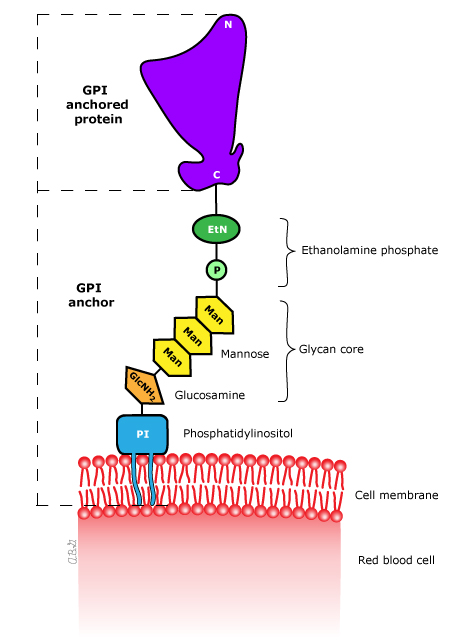 N
GPI
anchored
protein
C
EtN
Ethanolamine phosphate
P
GPI
anchor
Man
Man
Man
Mannose
Glycan core
GlcNH2
Glucosamine
PI
Phosphatidylinositol
Cell membrane
Red blood cell